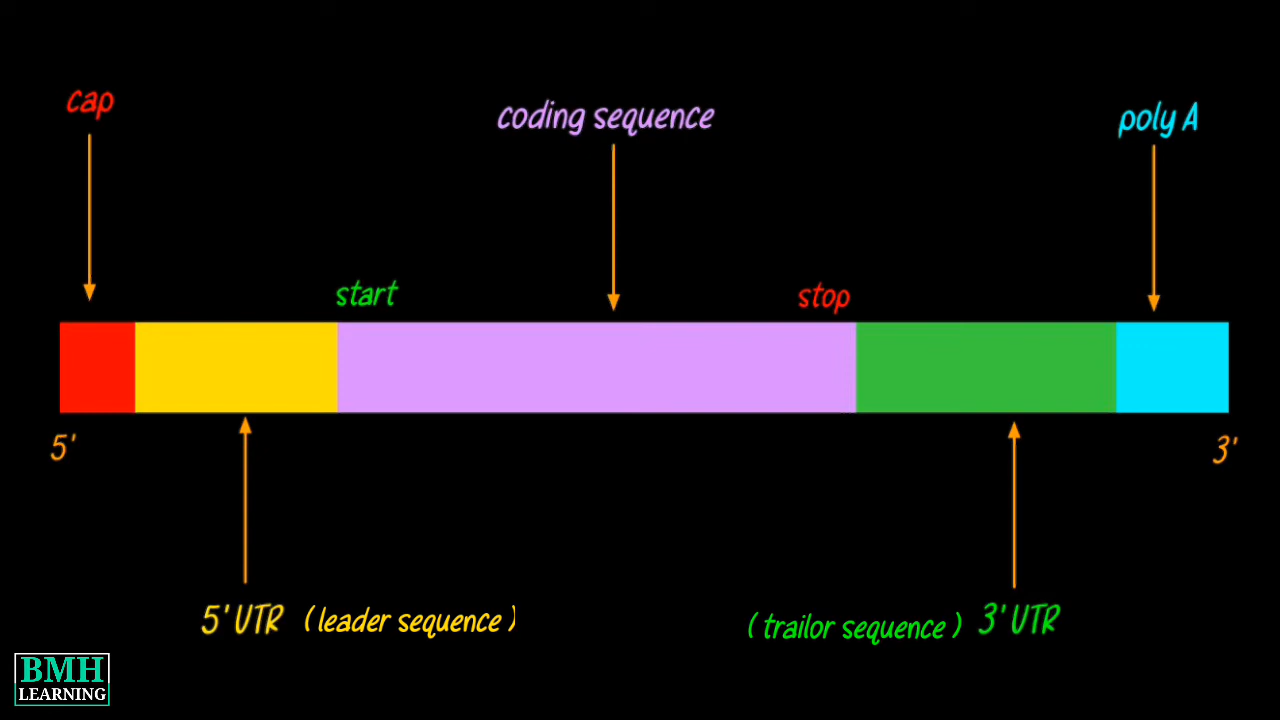 cap
coding sequence
poly A
start
stop
5'
3'
5' UTR (leader sequence)
(trailor sequence) 3' UTR
BMH
LEARNING